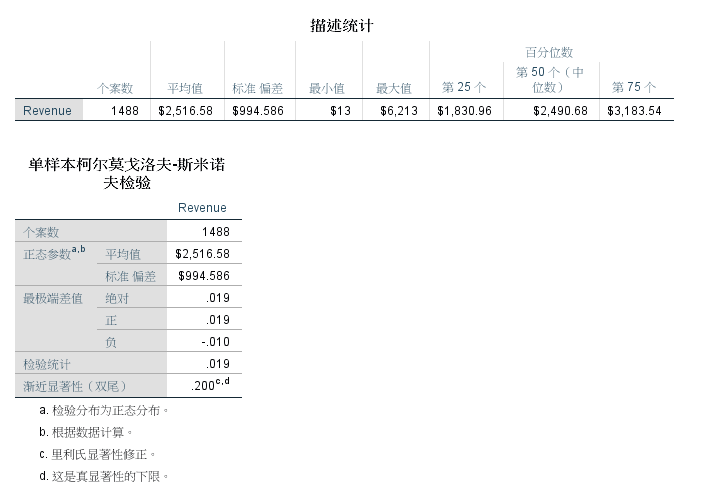 描述统计
百分位数
个案数 平均值 标准 偏差 最小值 最大值 第 25 个 第 50 个（中
位数） 第 75 个
Revenue 1488 $2,516.58 $994.586 $13 $6,213 $1,830.96 $2,490.68 $3,183.54
单样本柯尔莫戈洛夫-斯米诺
夫检验
Revenue
个案数 1488
正态参数a,b 平均值 $2,516.58
标准 偏差 $994.586
最极端差值 绝对 .019
正 .019
负 -.010
检验统计 .019
渐近显著性（双尾） .200c,d
a. 检验分布为正态分布。
b. 根据数据计算。
c. 里利氏显著性修正。
d. 这是真显著性的下限。